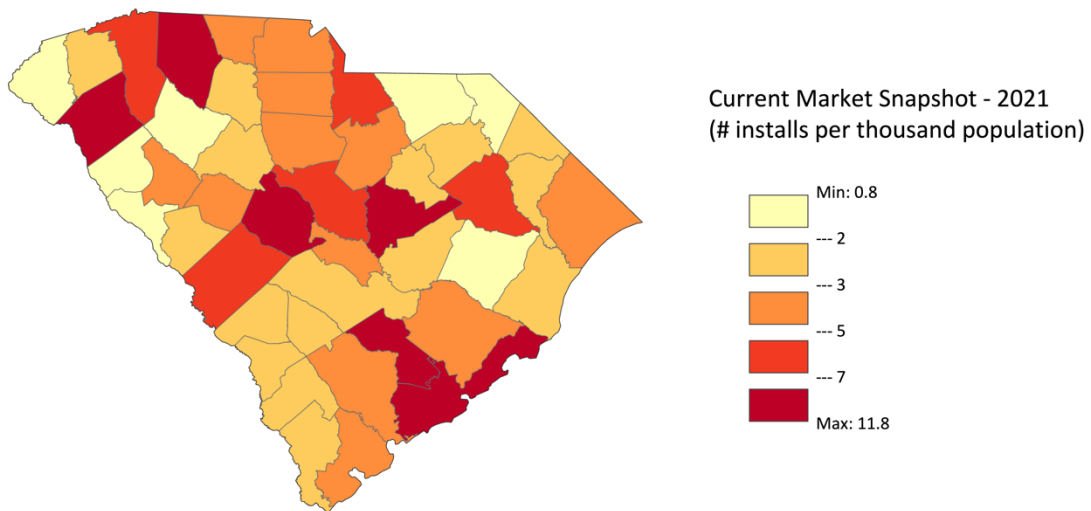 Current Market Snapshot - 2021
(# installs per thousand population)
Min: 0.8
--- 2
--- 3
--- 5
--- 7
Max: 11.8